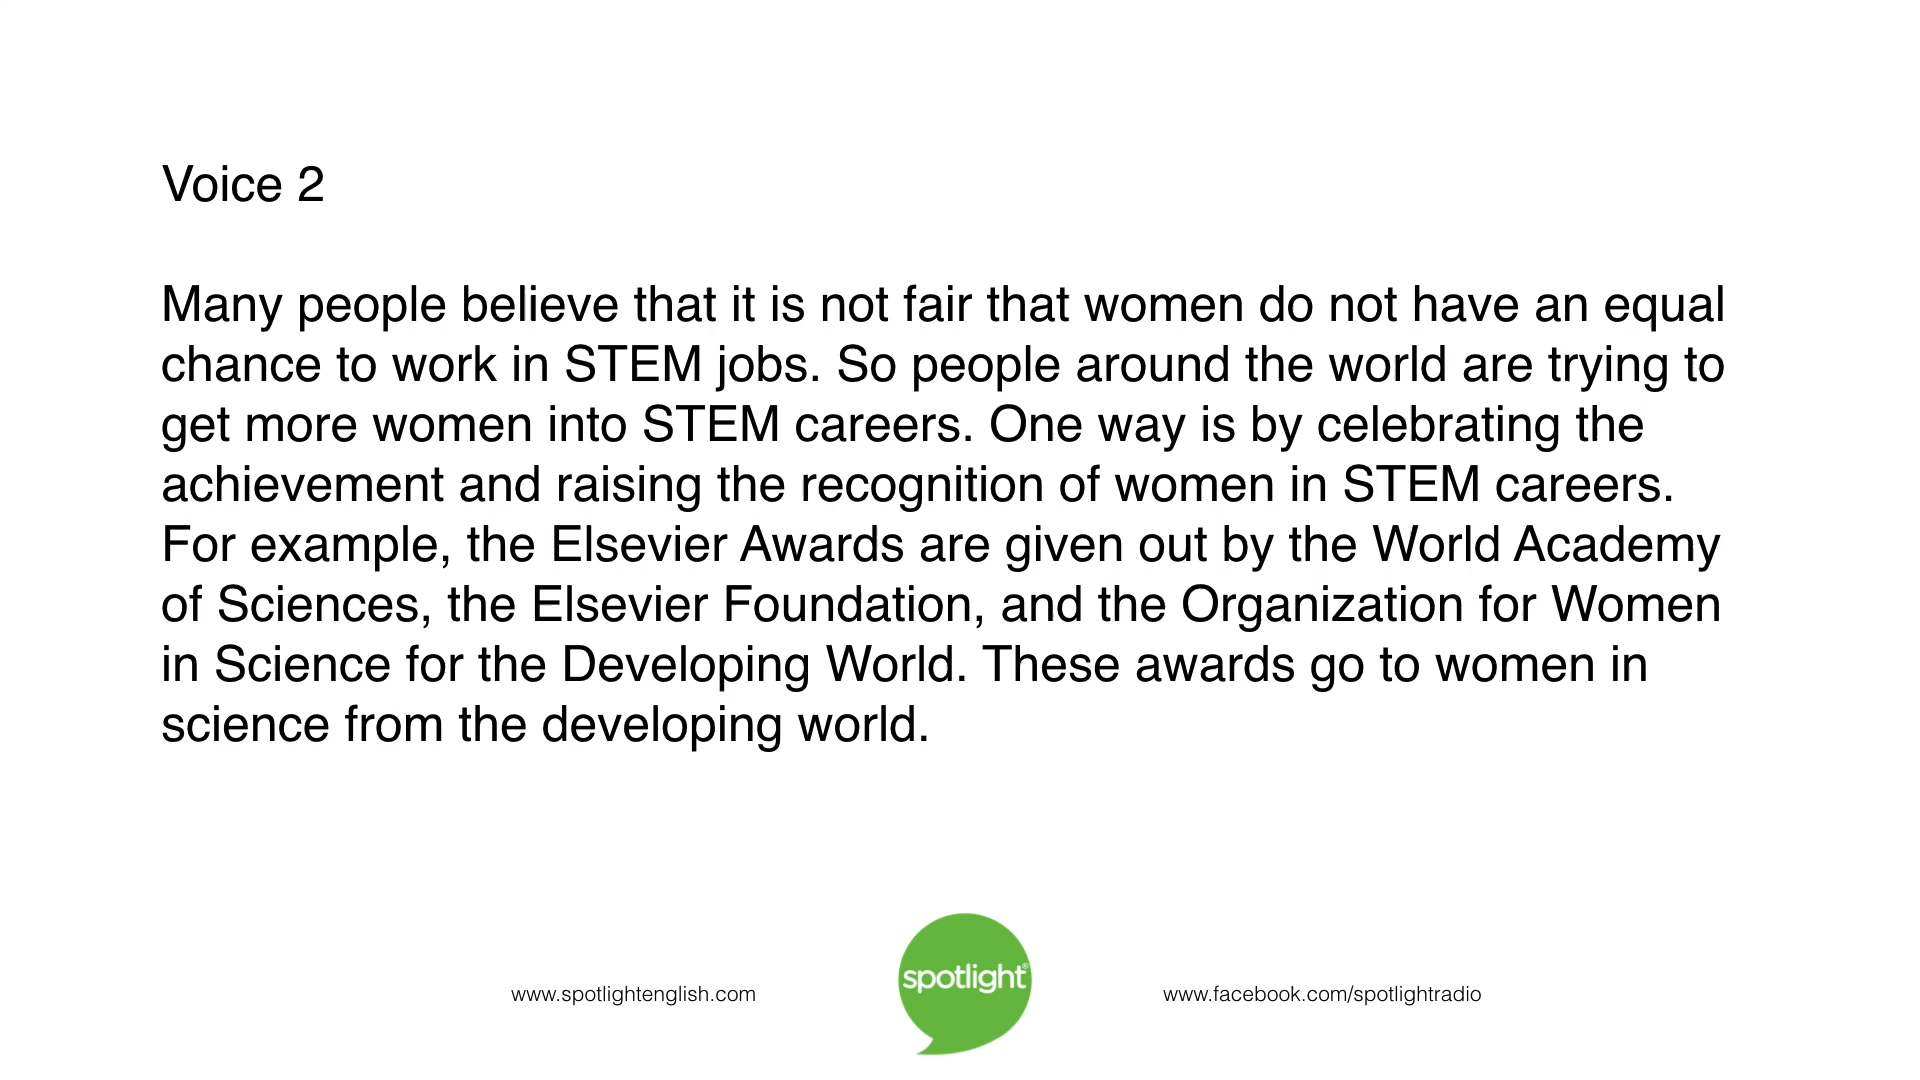 Voice 2
Many people believe that it is not fair that women do not have an equal
chance to work in STEM jobs. So people around the world are trying to
get more women into STEM careers. One way is by celebrating the
achievement and raising the recognition of women in STEM careers.
For example, the Elsevier Awards are given out by the World Academy
of Sciences, the Elsevier Foundation, and the Organization for Women
in Science for the Developing World. These awards go to women in
science from the developing world.
www.spotlightenglish.com
spotlight®
www.facebook.com/spotlightradio